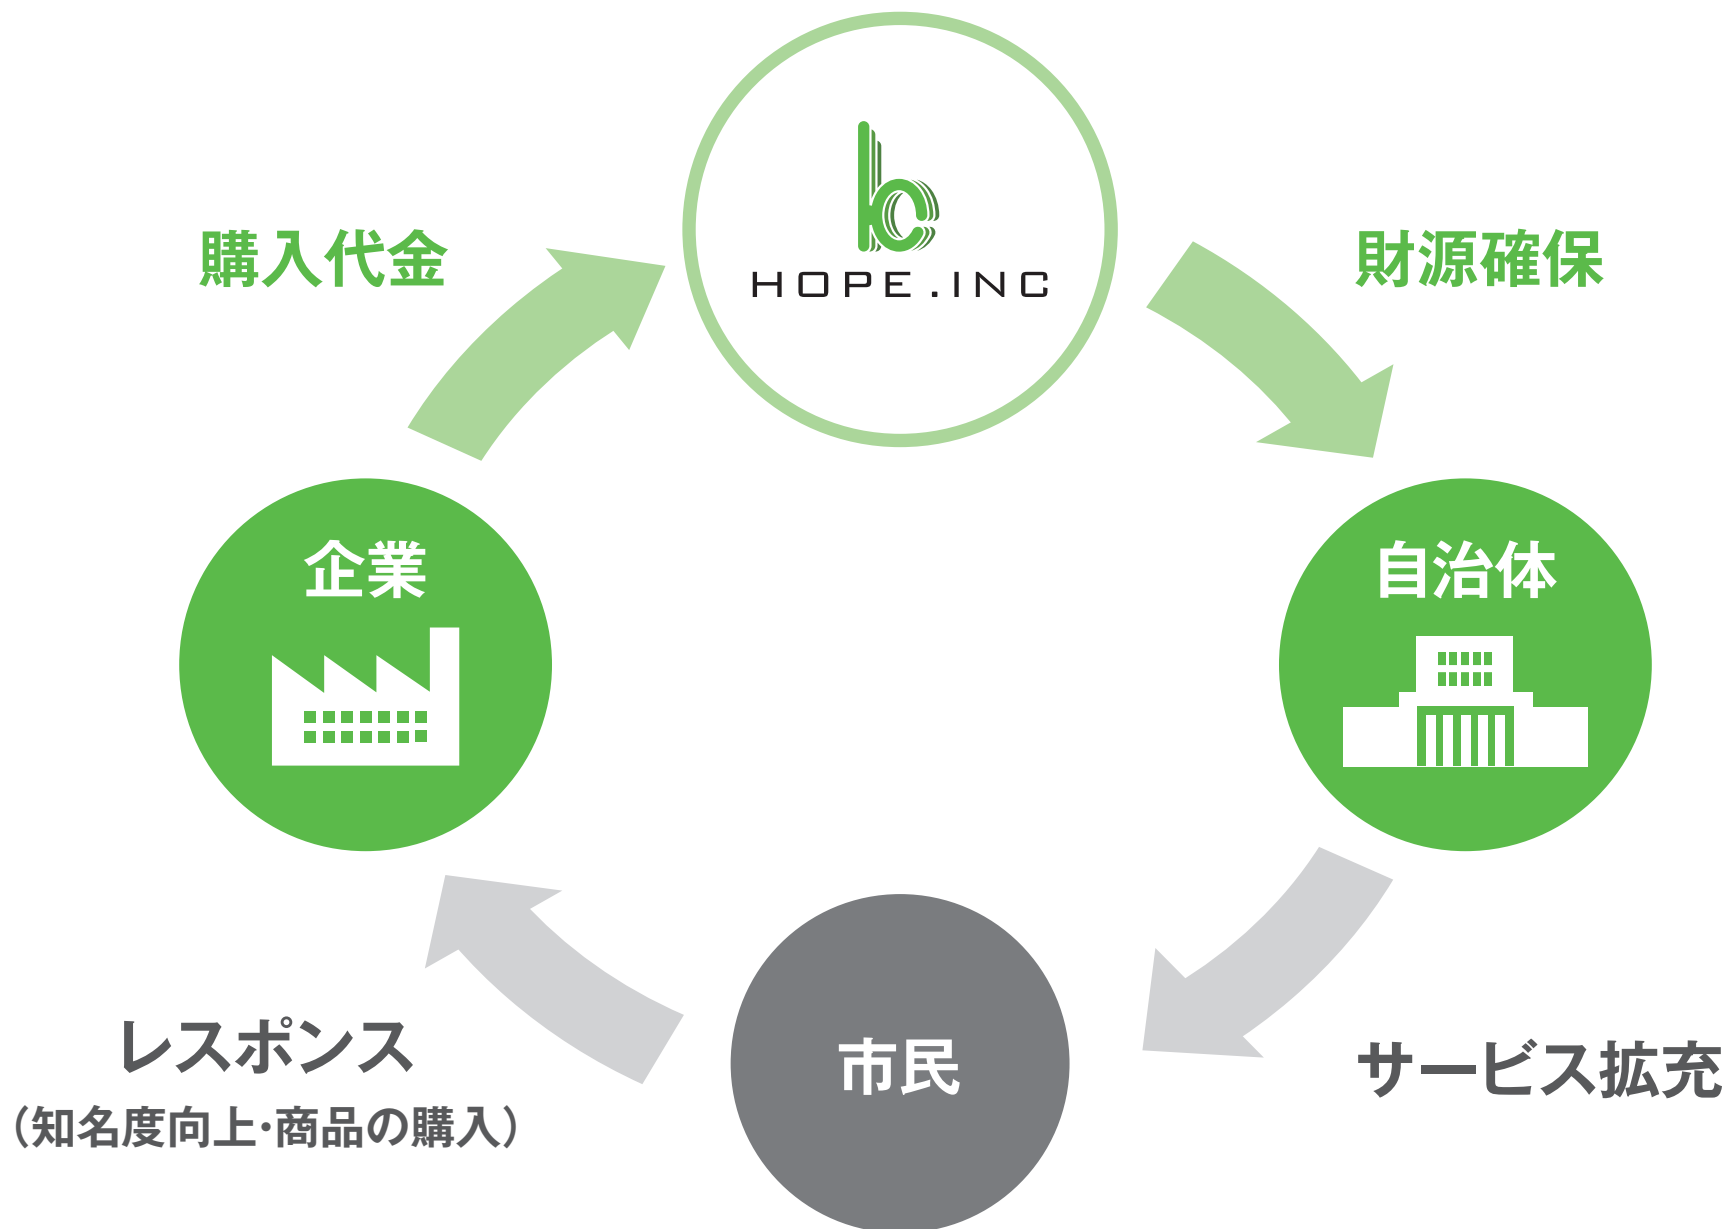 HOPE.INC
購入代金
財源確保
企業
自治体
レスポンス
（知名度向上・商品の購入）
市民
サービス拡充